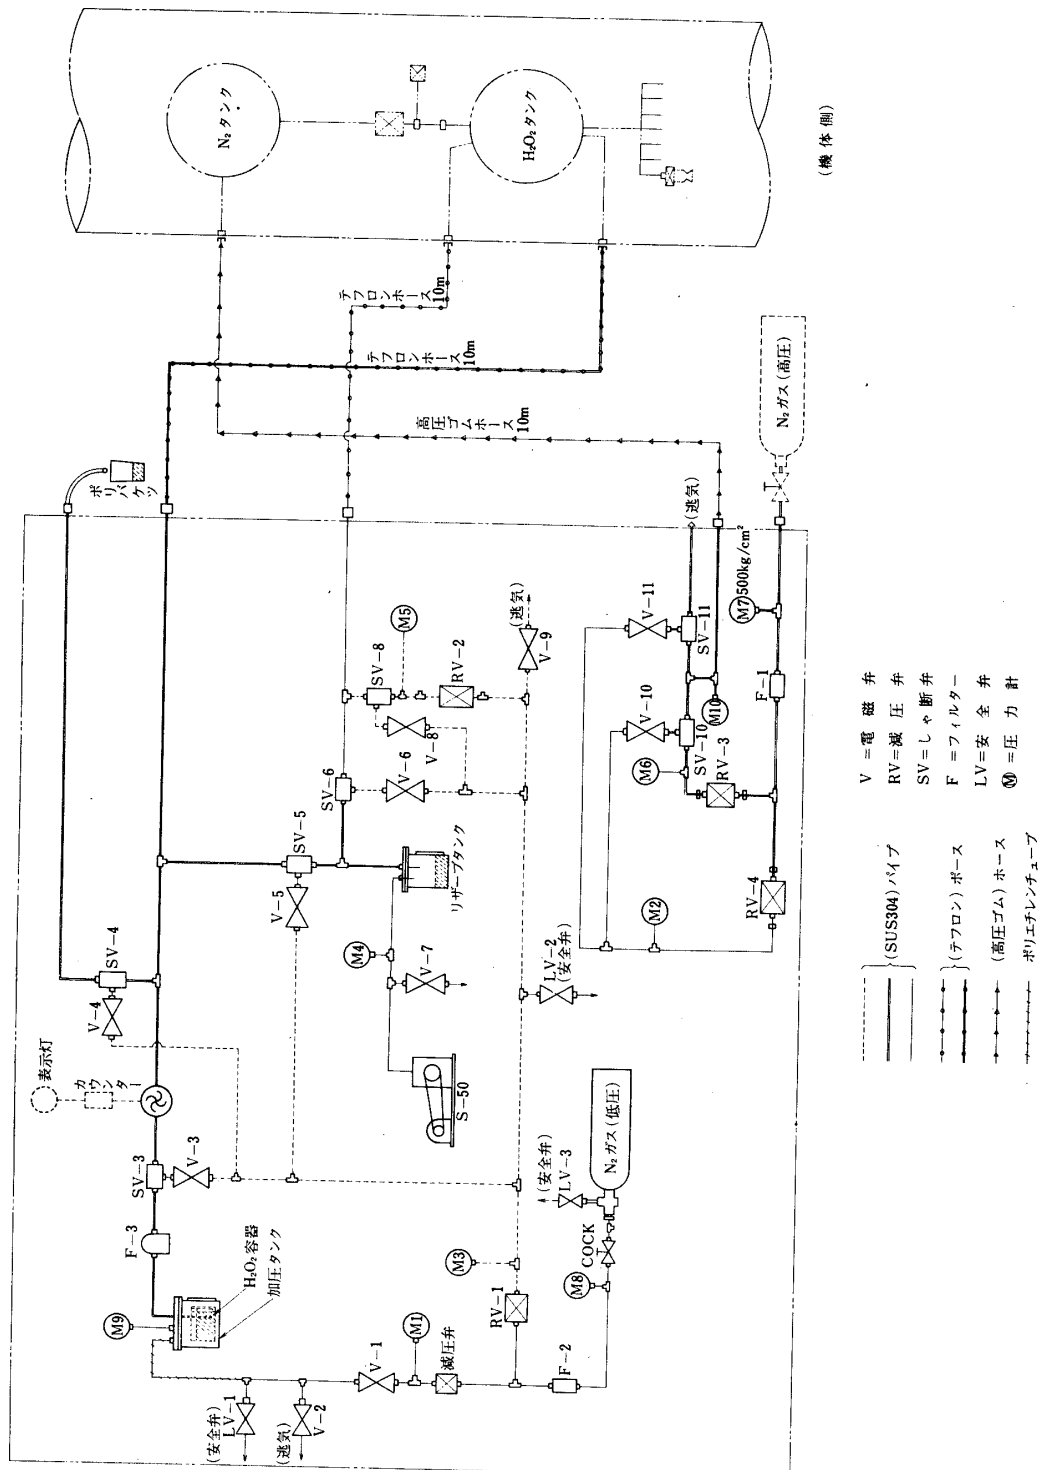 N₂タンク
H₂O₂タンク
(機体側)
テフロンホース
10m
テフロンホース
10m
高圧ゴムホース
10m
ポリバケツ
N₂ガス(高圧)
(逃気)
M7
500kg/cm²
F-1
V-11
SV-11
V-10
SV-10
M10
M6
RV-3
RV-4
M2
M5
SV-8
RV-2
V-8
V-9
(逃気)
V-6
SV-6
SV-5
V-5
リザーブタンク
M4
V-7
S-50
LV-2
(安全弁)
SV-4
V-4
表示灯
カウンター
SV-3
V-3
F-3
H₂O₂容器
加圧タンク
M9
N₂ガス(低圧)
(安全弁)
LV-3
COCK
M8
M3
RV-1
F-2
減圧弁
M1
V-1
(安全弁)
LV-1
(逃気)
V-2
V=電磁弁
RV=減圧弁
SV=しゃ断弁
F=フィルター
LV=安全弁
M=圧力計
(SUS304)パイプ
(テフロン)ホース
(高圧ゴム)ホース
ポリエチレンチューブ